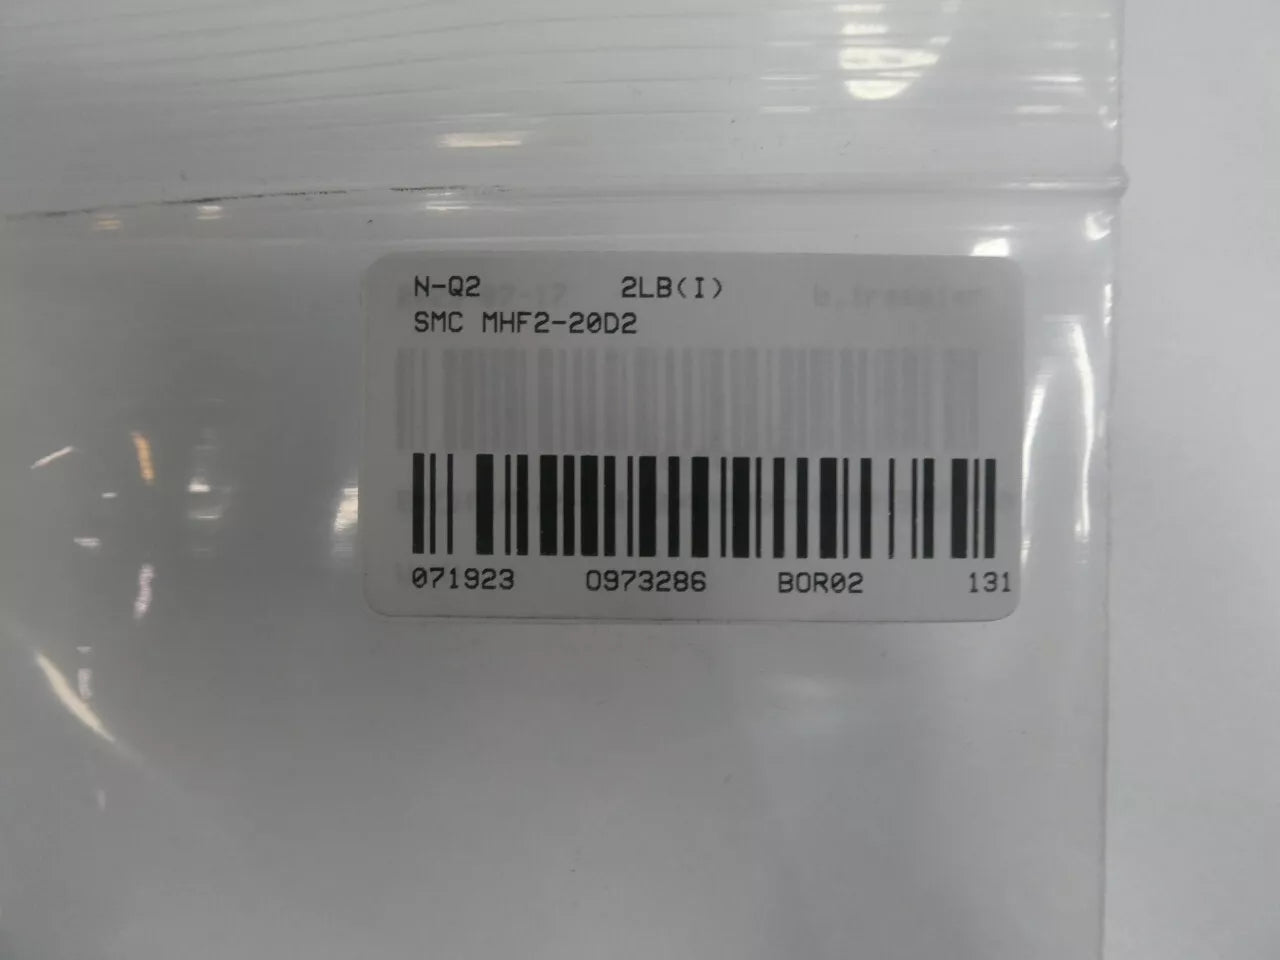 N-Q2 2LB(I)
SMC MHF2-20D2
071923 0973286 BOR02 131